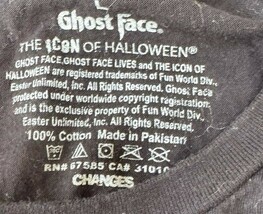 Ghost Face®
THE ICON OF HALLOWEEN®
GHOST FACE, GHOST FACE LIVES and THE ICON OF
HALLOWEEN are registered trademarks of Fun World Div.,
Easter Unlimited, Inc. All Rights Reserved. Ghost Face
protected under worldwide copyright registration
and is the exclusive property of Fun World Div.,
Easter Unlimited, Inc. All Rights Reserved.
100% Cotton Made in Pakistan
RN# 67585 CA# 31010
CHANGES